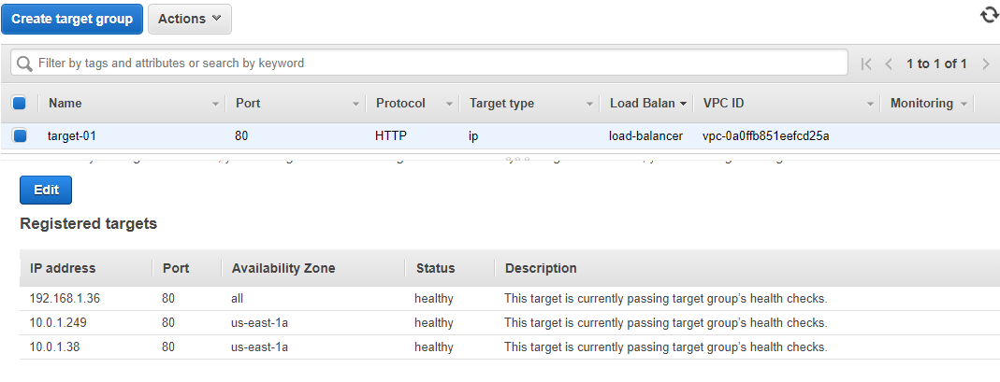 Create target group Actions
Filter by tags and attributes or search by keyword 1 to 1 of 1
Name Port Protocol Target type Load Balan VPC ID Monitoring
target-01 80 HTTP ip load-balancer vpc-0a0ffb851eefcd25a
Edit
Registered targets
IP address Port Availability Zone Status Description
192.168.1.36 80 all healthy This target is currently passing target group's health checks.
10.0.1.249 80 us-east-1a healthy This target is currently passing target group's health checks.
10.0.1.38 80 us-east-1a healthy This target is currently passing target group's health checks.